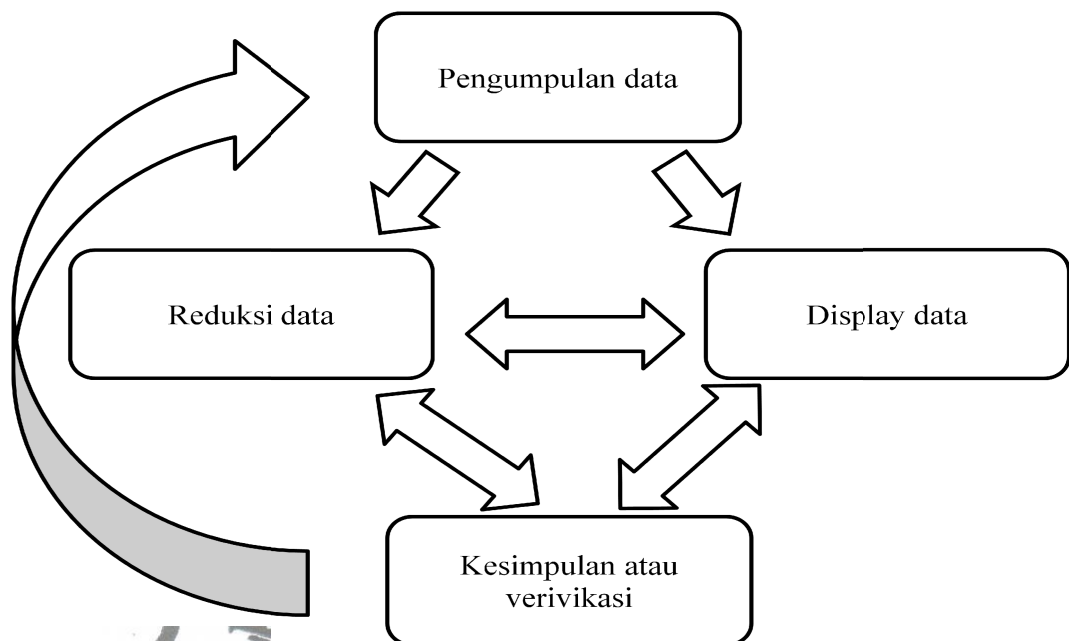 Pengumpulan data
Reduksi data
Display data
Kesimpulan atau
verivikasi